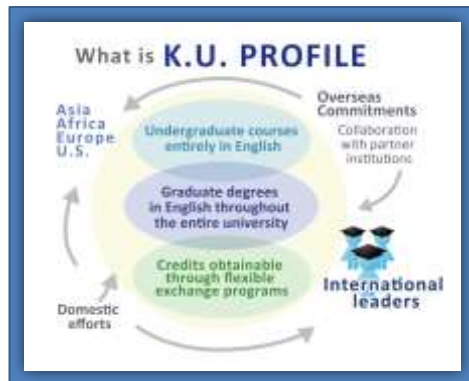 What is K.U. PROFILE
Asia
Africa
Europe
U.S.
Undergraduate courses
entirely in English
Overseas
Commitments
Collaboration
with partner
institutions
Graduate degrees
in English throughout
the entire university
Credits obtainable
through flexible
exchange programs
International
leaders
Domestic
efforts